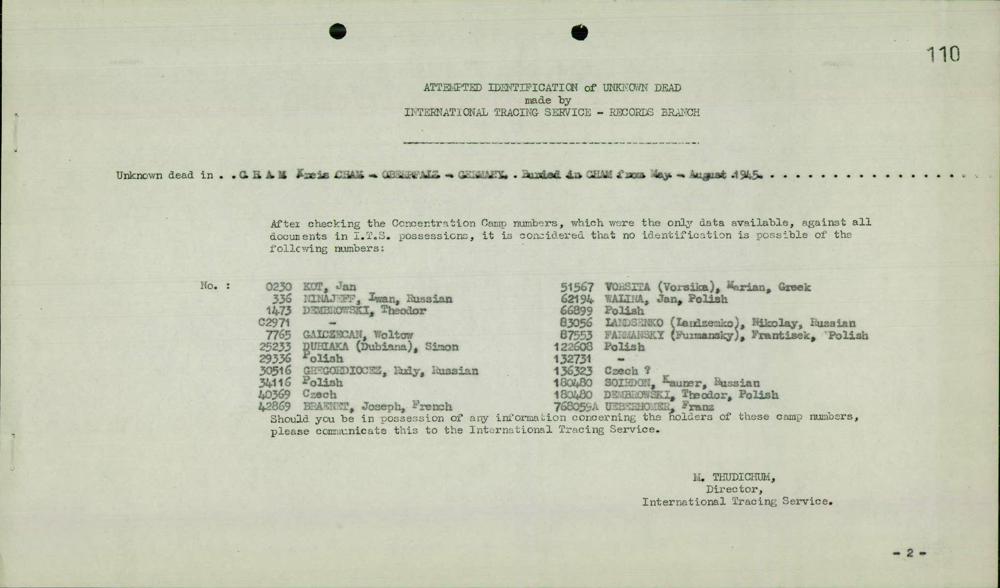 110
ATTEMPTED IDENTIFICATION of UNKNOWN DEAD
made by
INTERNATIONAL TRACING SERVICE - RECORDS BRANCH
Unknown dead in . . C H A M Kreis CHAM - OBERPFALZ - GERMANY. . Buried in CHAM from May - August 1945. . . . . . . . . . . . . . . . .
After checking the Concentration Camp numbers, which were the only data available, against all
documents in I.T.S. possessions, it is considered that no identification is possible of the
following numbers:
No. :
0230 KOT, Jan
336 MINAJEFF, Iwan, Russian
1473 DEMBROWSKI, Theodor
C2971 -
7765 GAICZECAN, Woltow
25233 DUBIAKA (Dubiana), Simon
29336 Polish
30516 GREGORDIOCEZ, Rudy, Russian
34116 Polish
40369 Czech
42869 BRAENET, Joseph, French
51567 VORSITA (Vorsika), Marian, Greek
62194 WALINA, Jan, Polish
66899 Polish
83056 LANDSENKO (Landzemko), Nikolay, Russian
87553 FARMANSKY (Furmansky), Frantisek, Polish
122608 Polish
132731 -
136323 Czech ?
180480 SOIRDON, Kauner, Russian
180480 DEMBROWSKI, Theodor, Polish
768059A UEBERHOMER, Franz
Should you be in possession of any information concerning the holders of these camp numbers,
please communicate this to the International Tracing Service.
M. THUDICHUM,
Director,
International Tracing Service.
- 2 -